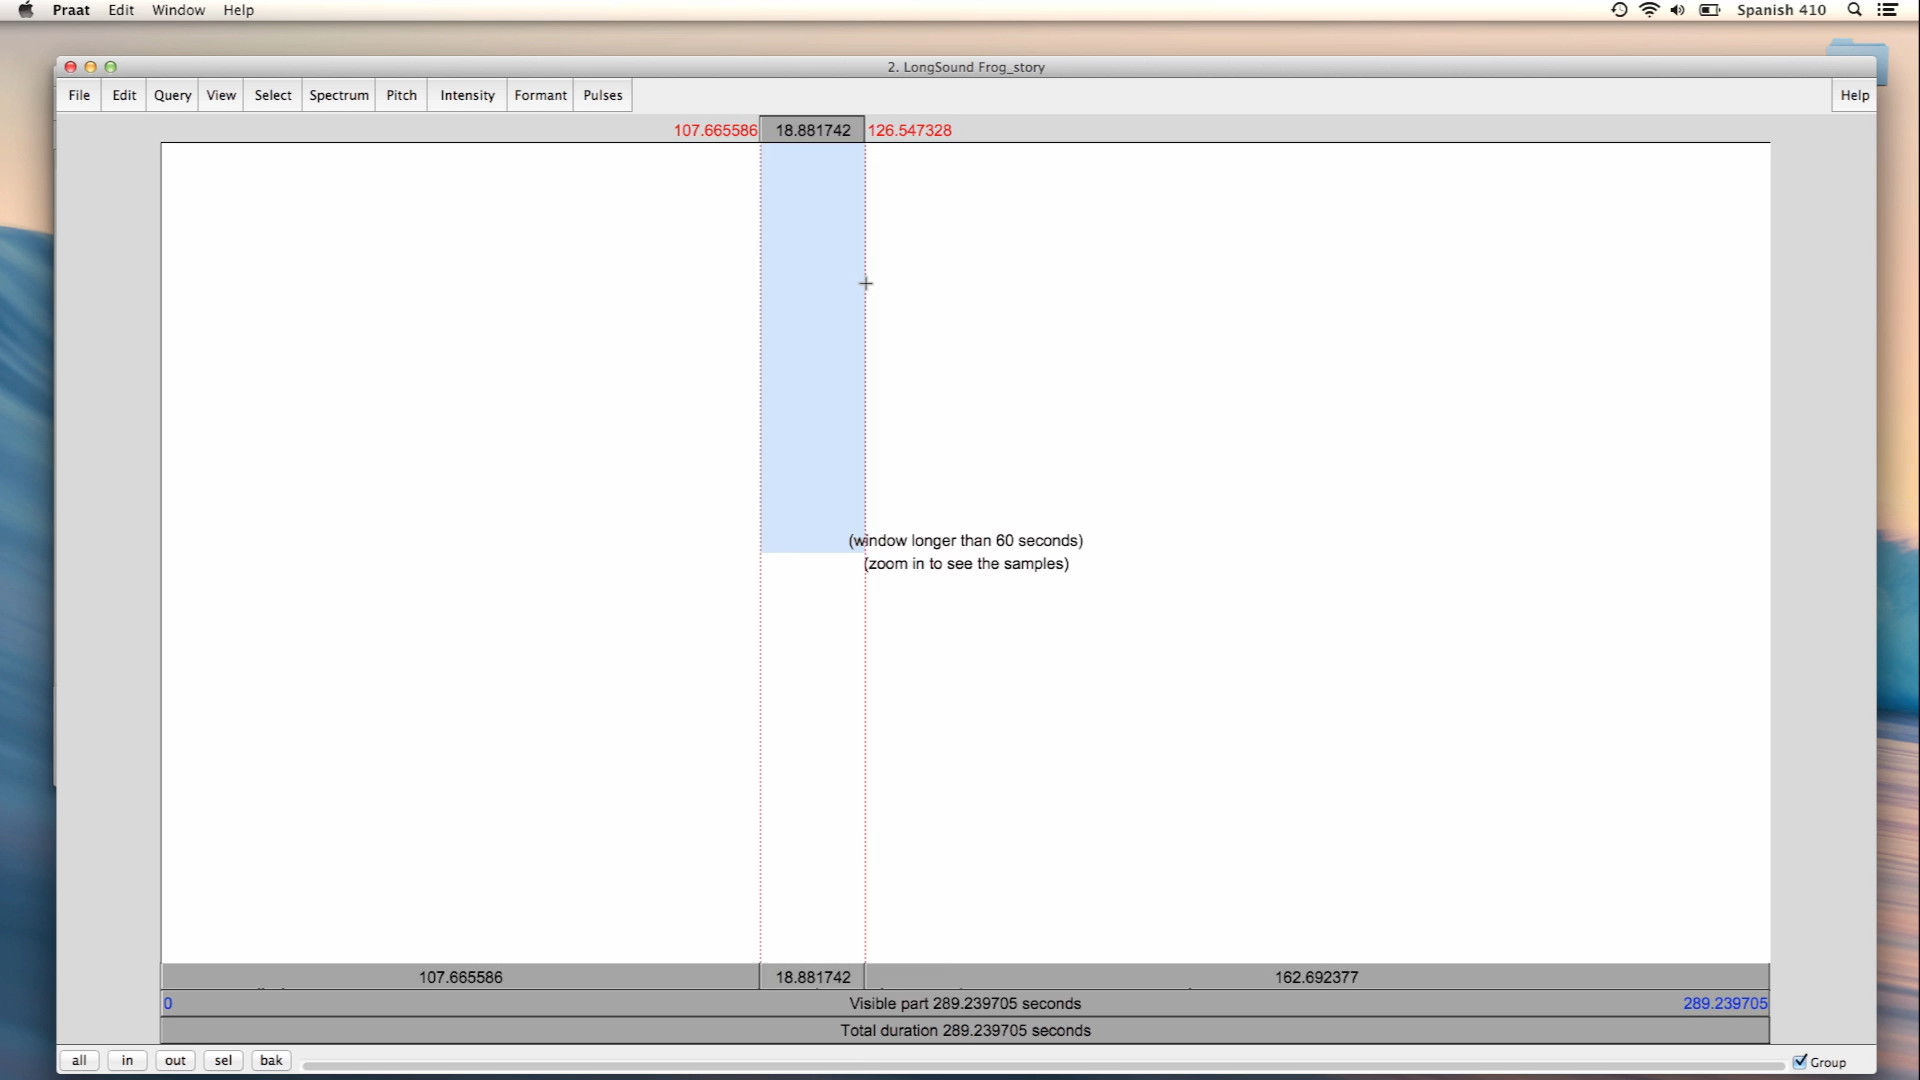 Praat Edit Window Help Spanish 410
2. LongSound Frog_story
File Edit Query View Select Spectrum Pitch Intensity Formant Pulses Help
107.665586 18.881742 126.547328
(window longer than 60 seconds)
(zoom in to see the samples)
107.665586 18.881742 162.692377
0 Visible part 289.239705 seconds 289.239705
Total duration 289.239705 seconds
all in out sel bak Group